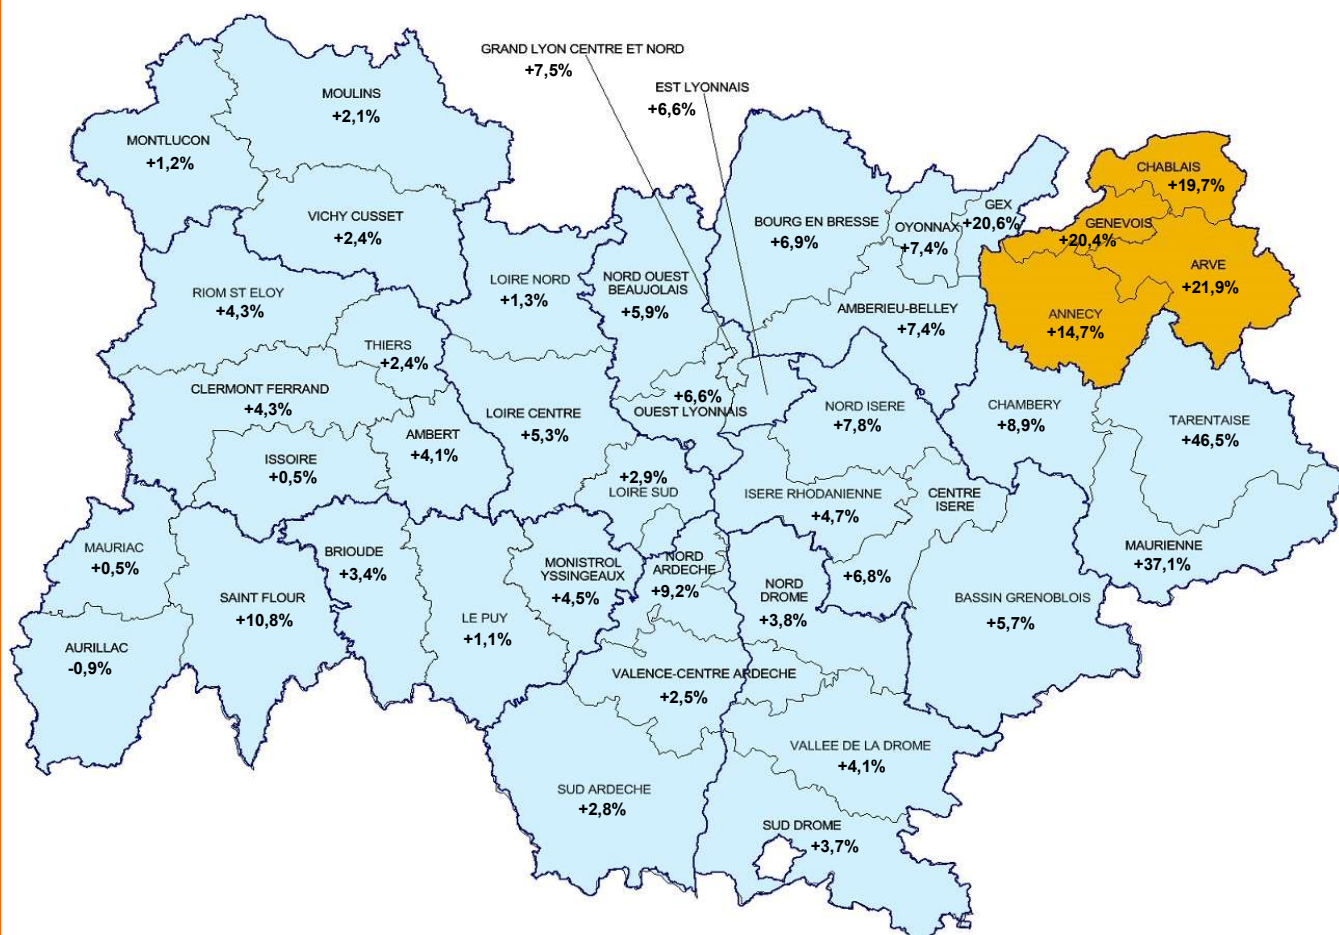 GRAND LYON CENTRE ET NORD
+7,5%
EST LYONNAIS
+6,6%
MOULINS
+2,1%
MONTLUCON
+1,2%
VICHY CUSSET
+2,4%
CHABLAIS
+19,7%
GEX
+20,6%
GENEVOIS
+20,4%
BOURG EN BRESSE
+6,9%
OYONNAX
+7,4%
ARVE
+21,9%
LOIRE NORD
+1,3%
NORD OUEST
BEAUJOLAIS
+5,9%
RIOM ST ELOY
+4,3%
AMBERIEU-BELLEY
+7,4%
ANNECY
+14,7%
THIERS
+2,4%
CLERMONT FERRAND
+4,3%
+6,6%
OUEST LYONNAIS
LOIRE CENTRE
+5,3%
NORD ISERE
+7,8%
CHAMBERY
+8,9%
TARENTAISE
+46,5%
AMBERT
+4,1%
ISSOIRE
+0,5%
+2,9%
LOIRE SUD
ISERE RHODANIENNE
+4,7%
CENTRE
ISERE
+6,8%
MAURIENNE
+37,1%
MAURIAC
+0,5%
BRIOUDE
+3,4%
MONISTROL
YSSINGEAUX
+4,5%
NORD
ARDECHE
+9,2%
NORD
DROME
+3,8%
SAINT FLOUR
+10,8%
LE PUY
+1,1%
BASSIN GRENOBLOIS
+5,7%
AURILLAC
-0,9%
VALENCE-CENTRE ARDECHE
+2,5%
VALLEE DE LA DROME
+4,1%
SUD ARDECHE
+2,8%
SUD DROME
+3,7%